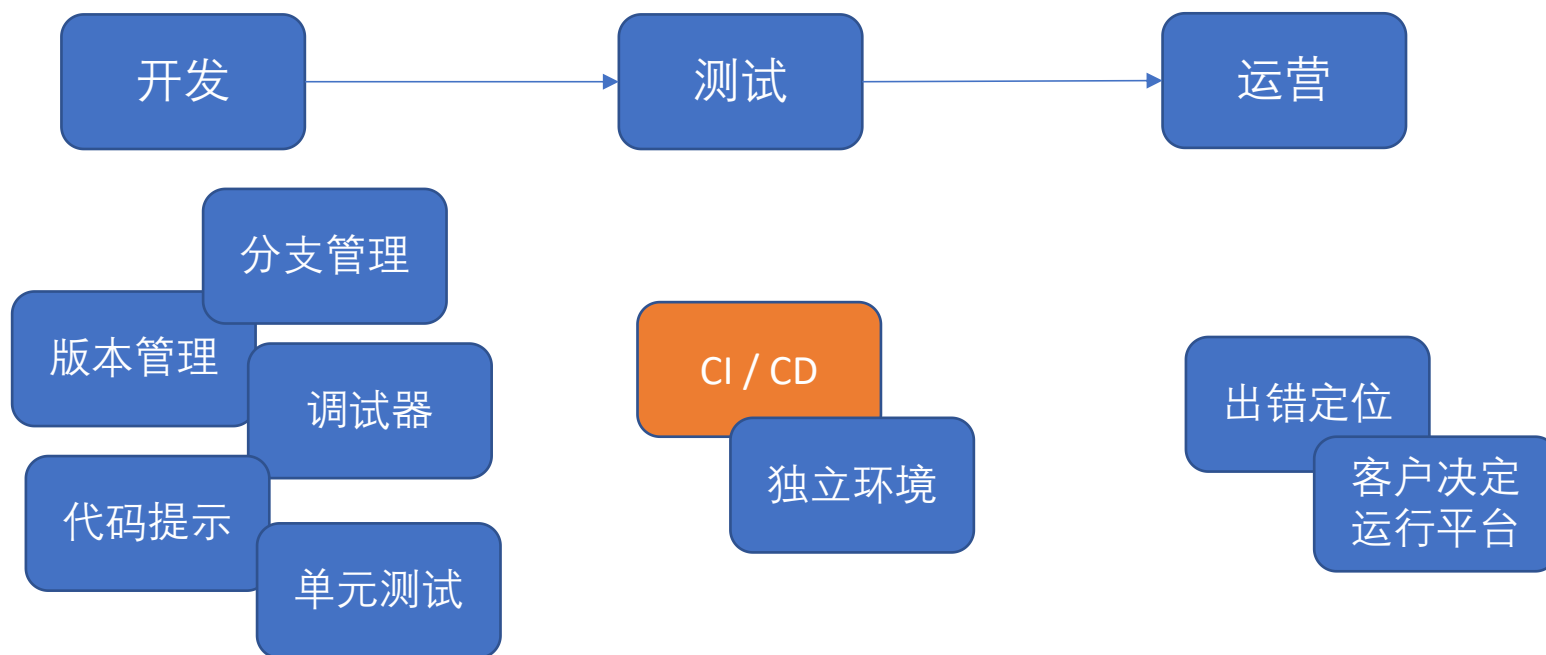 开发
测试
运营
分支管理
版本管理
调试器
代码提示
单元测试
CI / CD
独立环境
出错定位
客户决定
运行平台